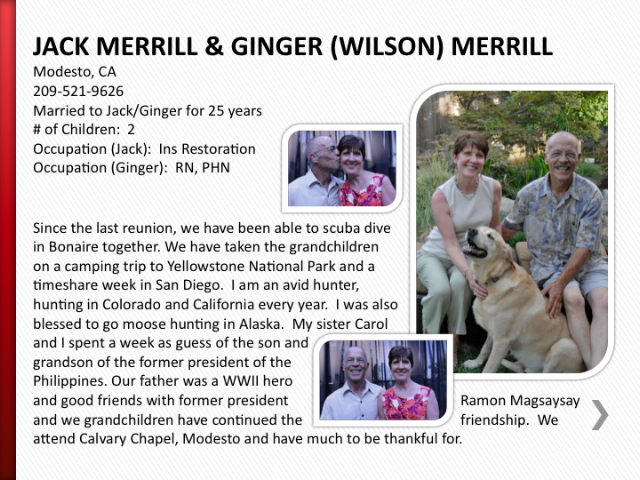 JACK MERRILL & GINGER (WILSON) MERRILL
Modesto, CA
209-521-9626
Married to Jack/Ginger for 25 years
# of Children: 2
Occupation (Jack): Ins Restoration
Occupation (Ginger): RN, PHN
Since the last reunion, we have been able to scuba dive
in Bonaire together. We have taken the grandchildren
on a camping trip to Yellowstone National Park and a
timeshare week in San Diego. I am an avid hunter,
hunting in Colorado and California every year. I was also
blessed to go moose hunting in Alaska. My sister Carol
and I spent a week as guest of the son and
grandson of the former president of the
Philippines. Our father was a WWII hero
and good friends with former president Ramon Magsaysay
and we grandchildren have continued the friendship. We
attend Calvary Chapel, Modesto and have much to be thankful for.